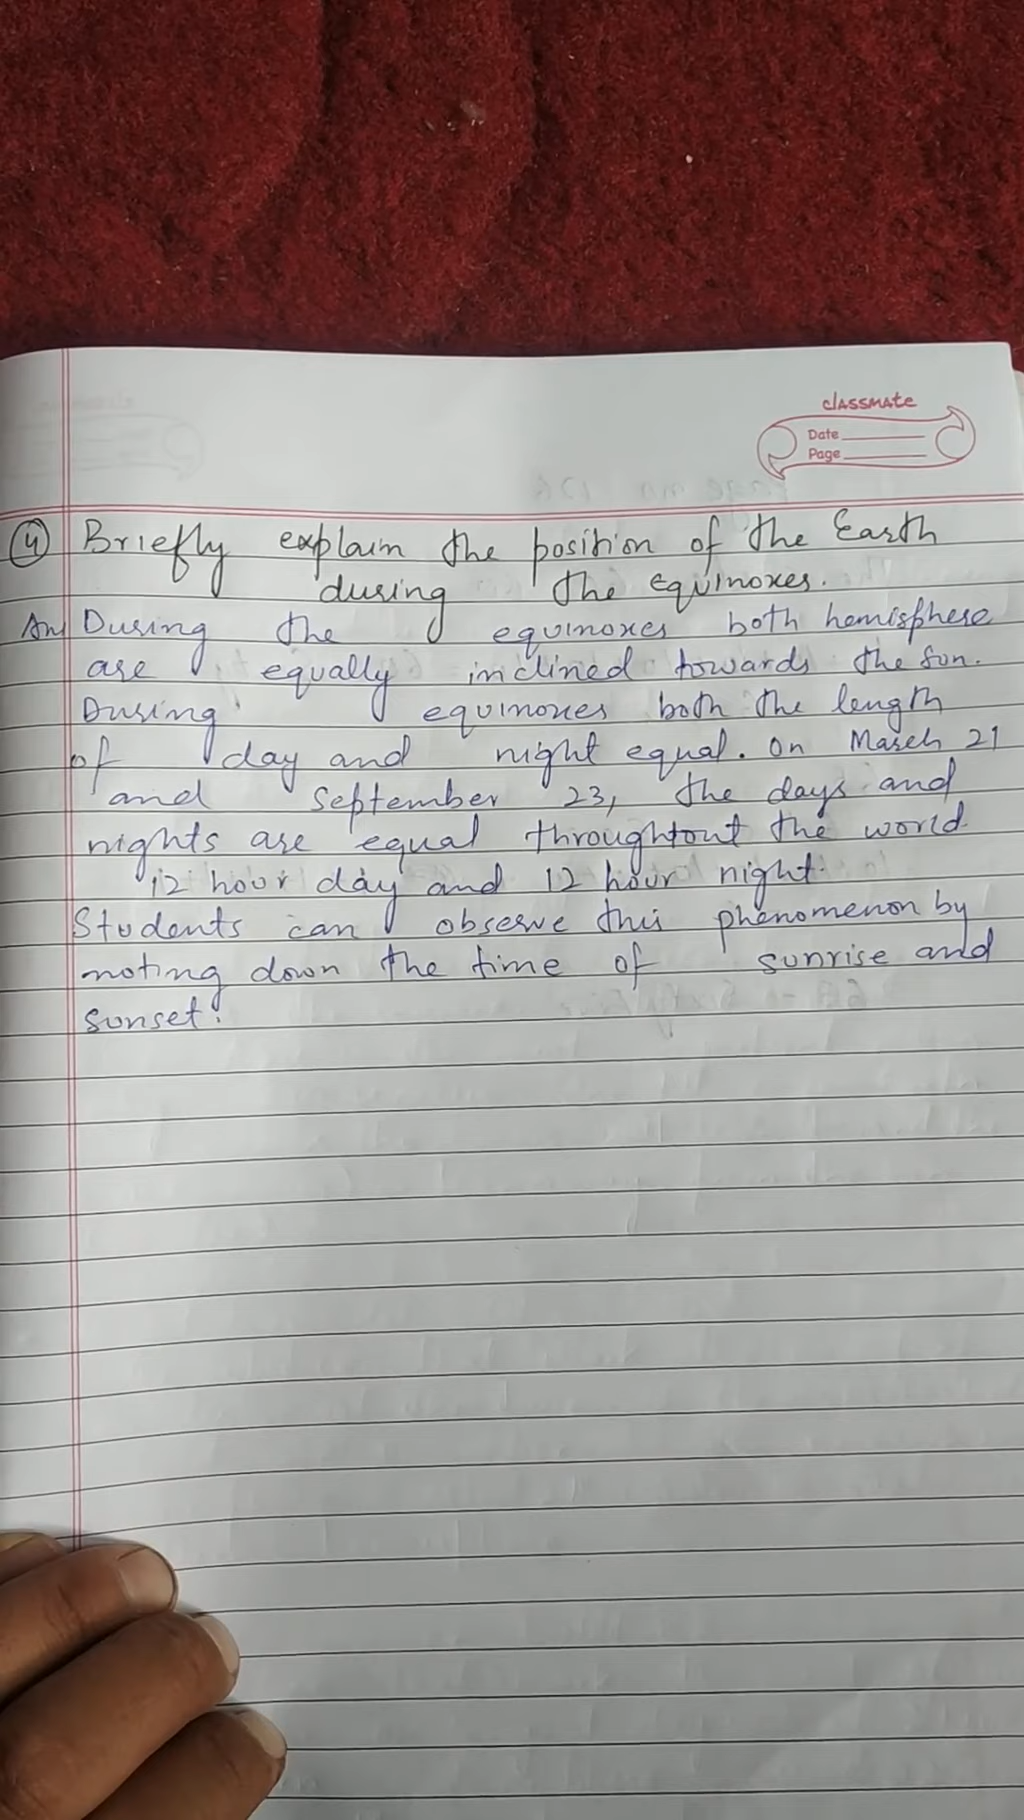 classmate
Date
Page
4 Briefly explain the position of the Earth
during the Equinoxes.
Ans During the equinoxes both hemisphere
are equally inclined towards the sun.
During equinoxes both the length
of day and night equal. On March 21
and September 23, the days and
nights are equal throughtout the world
12 hour day and 12 hour night.
Students can observe this phenomenon by
noting down the time of sunrise and
sunset.